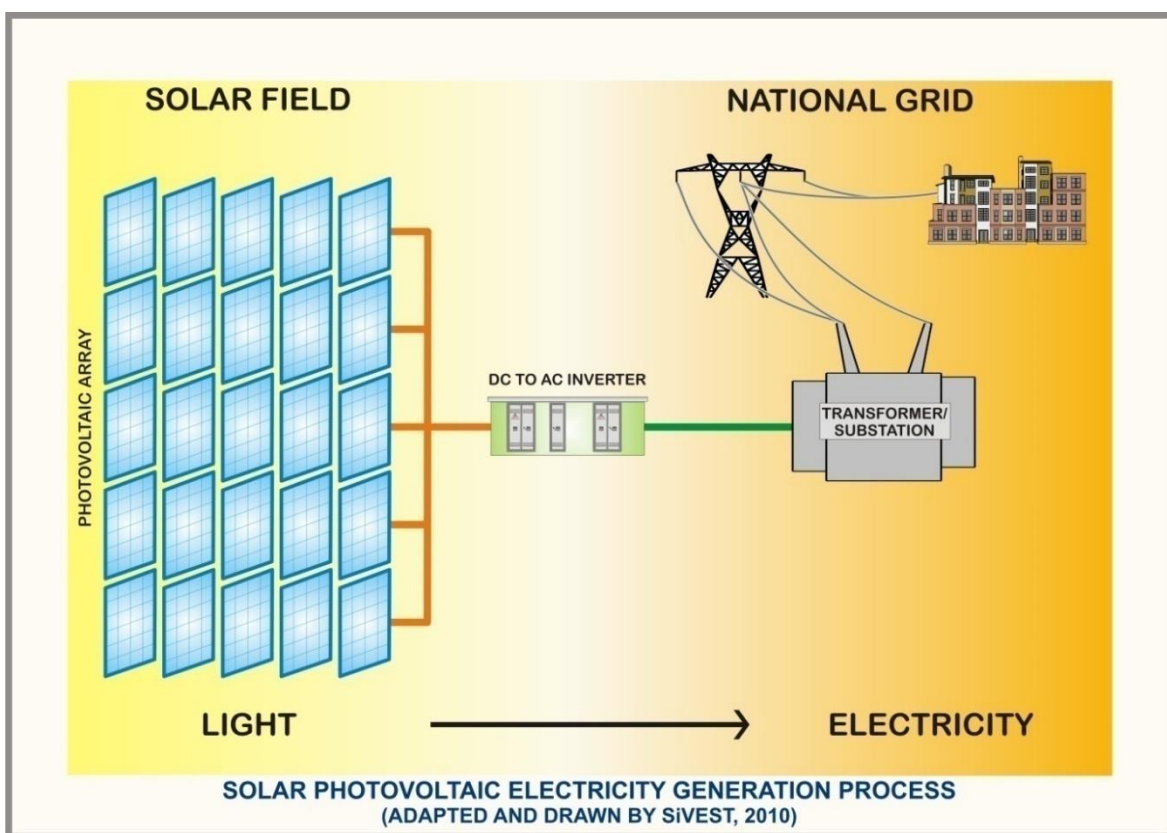 SOLAR FIELD
NATIONAL GRID
PHOTOVOLTAIC ARRAY
DC TO AC INVERTER
TRANSFORMER/
SUBSTATION
LIGHT
ELECTRICITY
SOLAR PHOTOVOLTAIC ELECTRICITY GENERATION PROCESS
(ADAPTED AND DRAWN BY SiVEST, 2010)